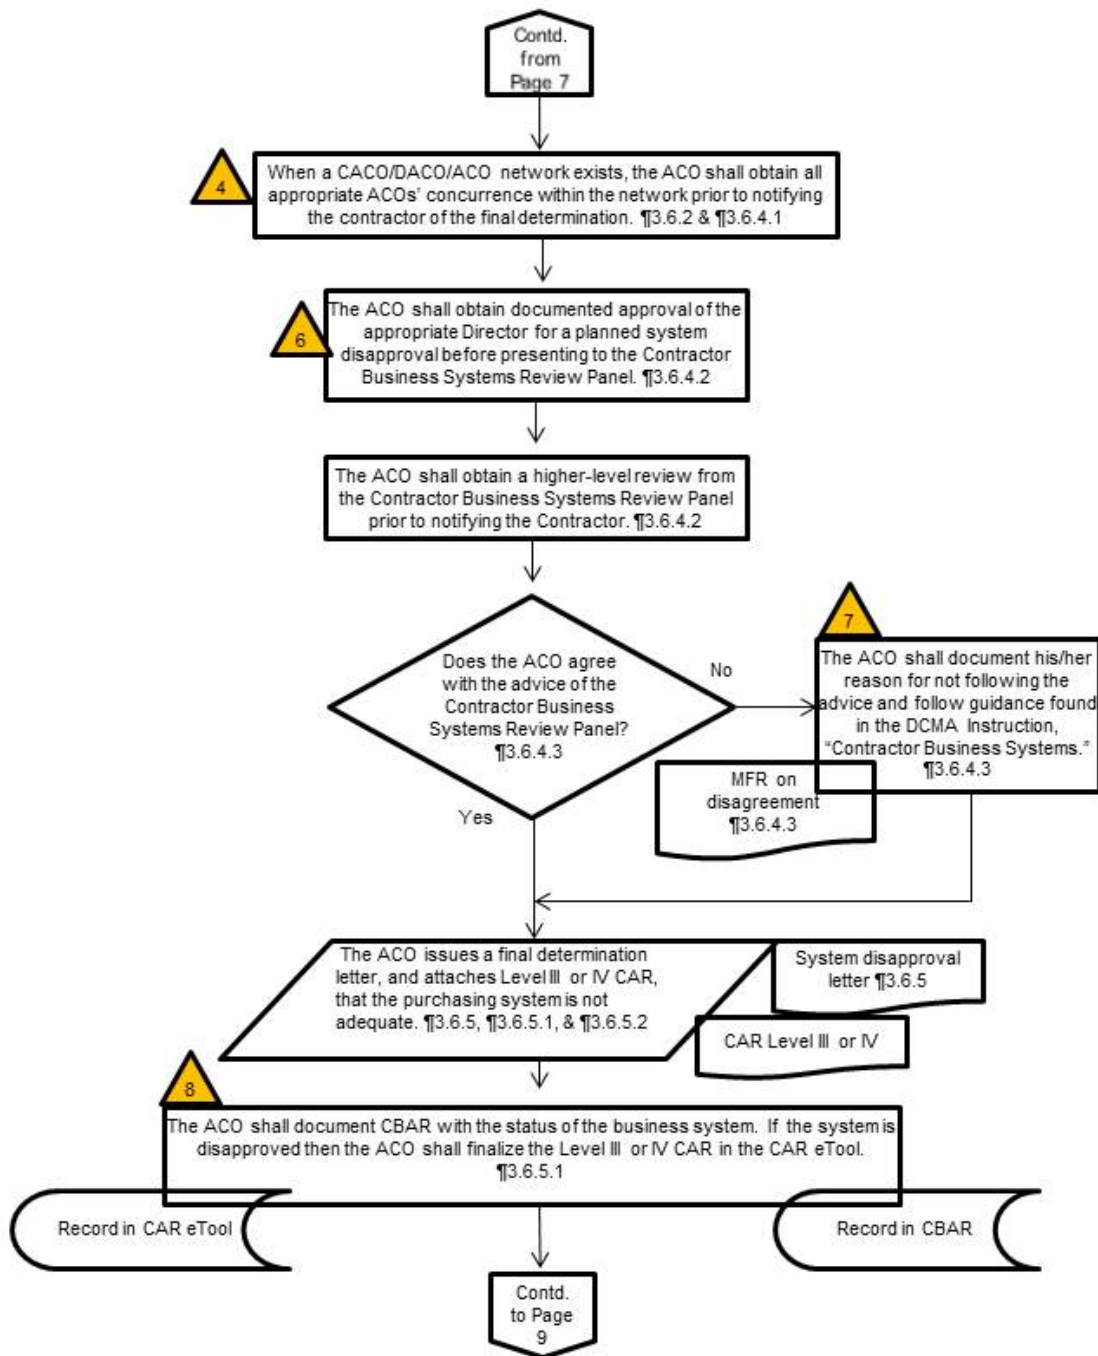 Contd.
from
Page 7
4
When a CACO/DACO/ACO network exists, the ACO shall obtain all
appropriate ACOs' concurrence within the network prior to notifying
the contractor of the final determination. ¶3.6.2 & ¶3.6.4.1
6
The ACO shall obtain documented approval of the
appropriate Director for a planned system
disapproval before presenting to the Contractor
Business Systems Review Panel. ¶3.6.4.2
The ACO shall obtain a higher-level review from
the Contractor Business Systems Review Panel
prior to notifying the Contractor. ¶3.6.4.2
Does the ACO agree
with the advice of the
Contractor Business
Systems Review Panel?
¶3.6.4.3
No
Yes
7
The ACO shall document his/her
reason for not following the
advice and follow guidance found
in the DCMA Instruction,
“Contractor Business Systems.”
¶3.6.4.3
MFR on
disagreement
¶3.6.4.3
The ACO issues a final determination
letter, and attaches Level III or IV CAR,
that the purchasing system is not
adequate. ¶3.6.5, ¶3.6.5.1, & ¶3.6.5.2
System disapproval
letter ¶3.6.5
CAR Level III or IV
8
The ACO shall document CBAR with the status of the business system. If the system is
disapproved then the ACO shall finalize the Level III or IV CAR in the CAR eTool.
¶3.6.5.1
Record in CAR eTool
Record in CBAR
Contd.
to Page
9